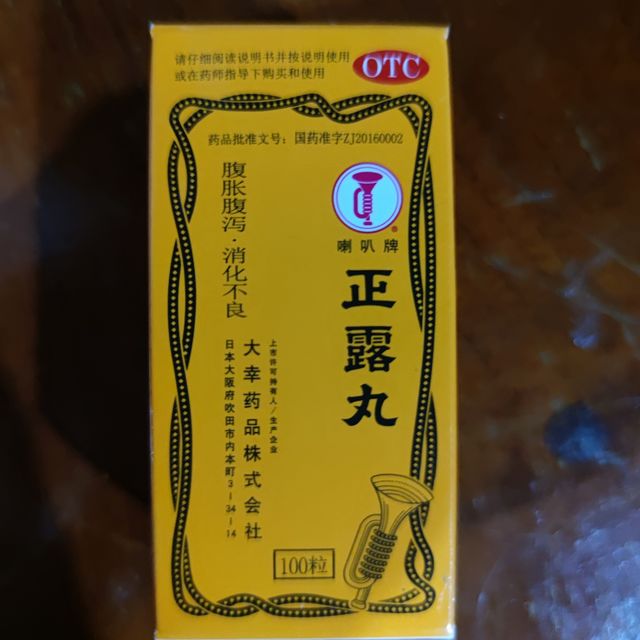 请仔细阅读说明书并按说明使用
或在药师指导下购买和使用
OTC
药品批准文号：国药准字ZJ20160002
喇叭牌
正露丸
腹胀腹泻·消化不良
上市许可持有人/生产企业
大幸药品株式会社
日本大阪府吹田市内本町3-34-14
100粒